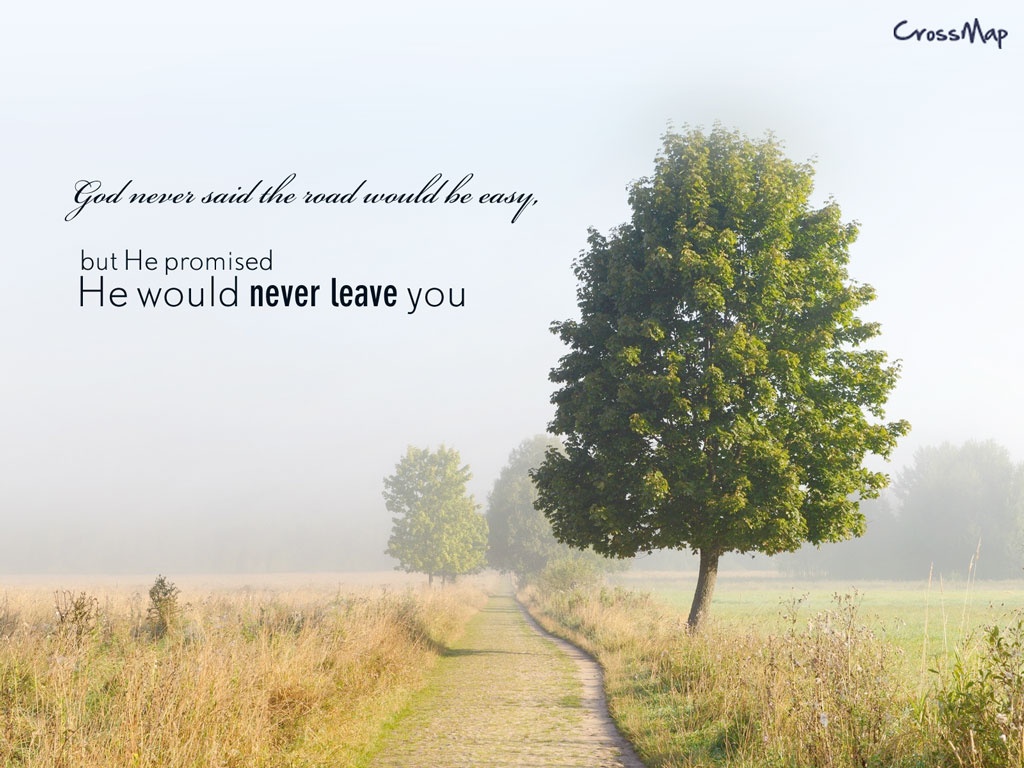 CrossMap
God never said the road would be easy,
but He promised
He would never leave you